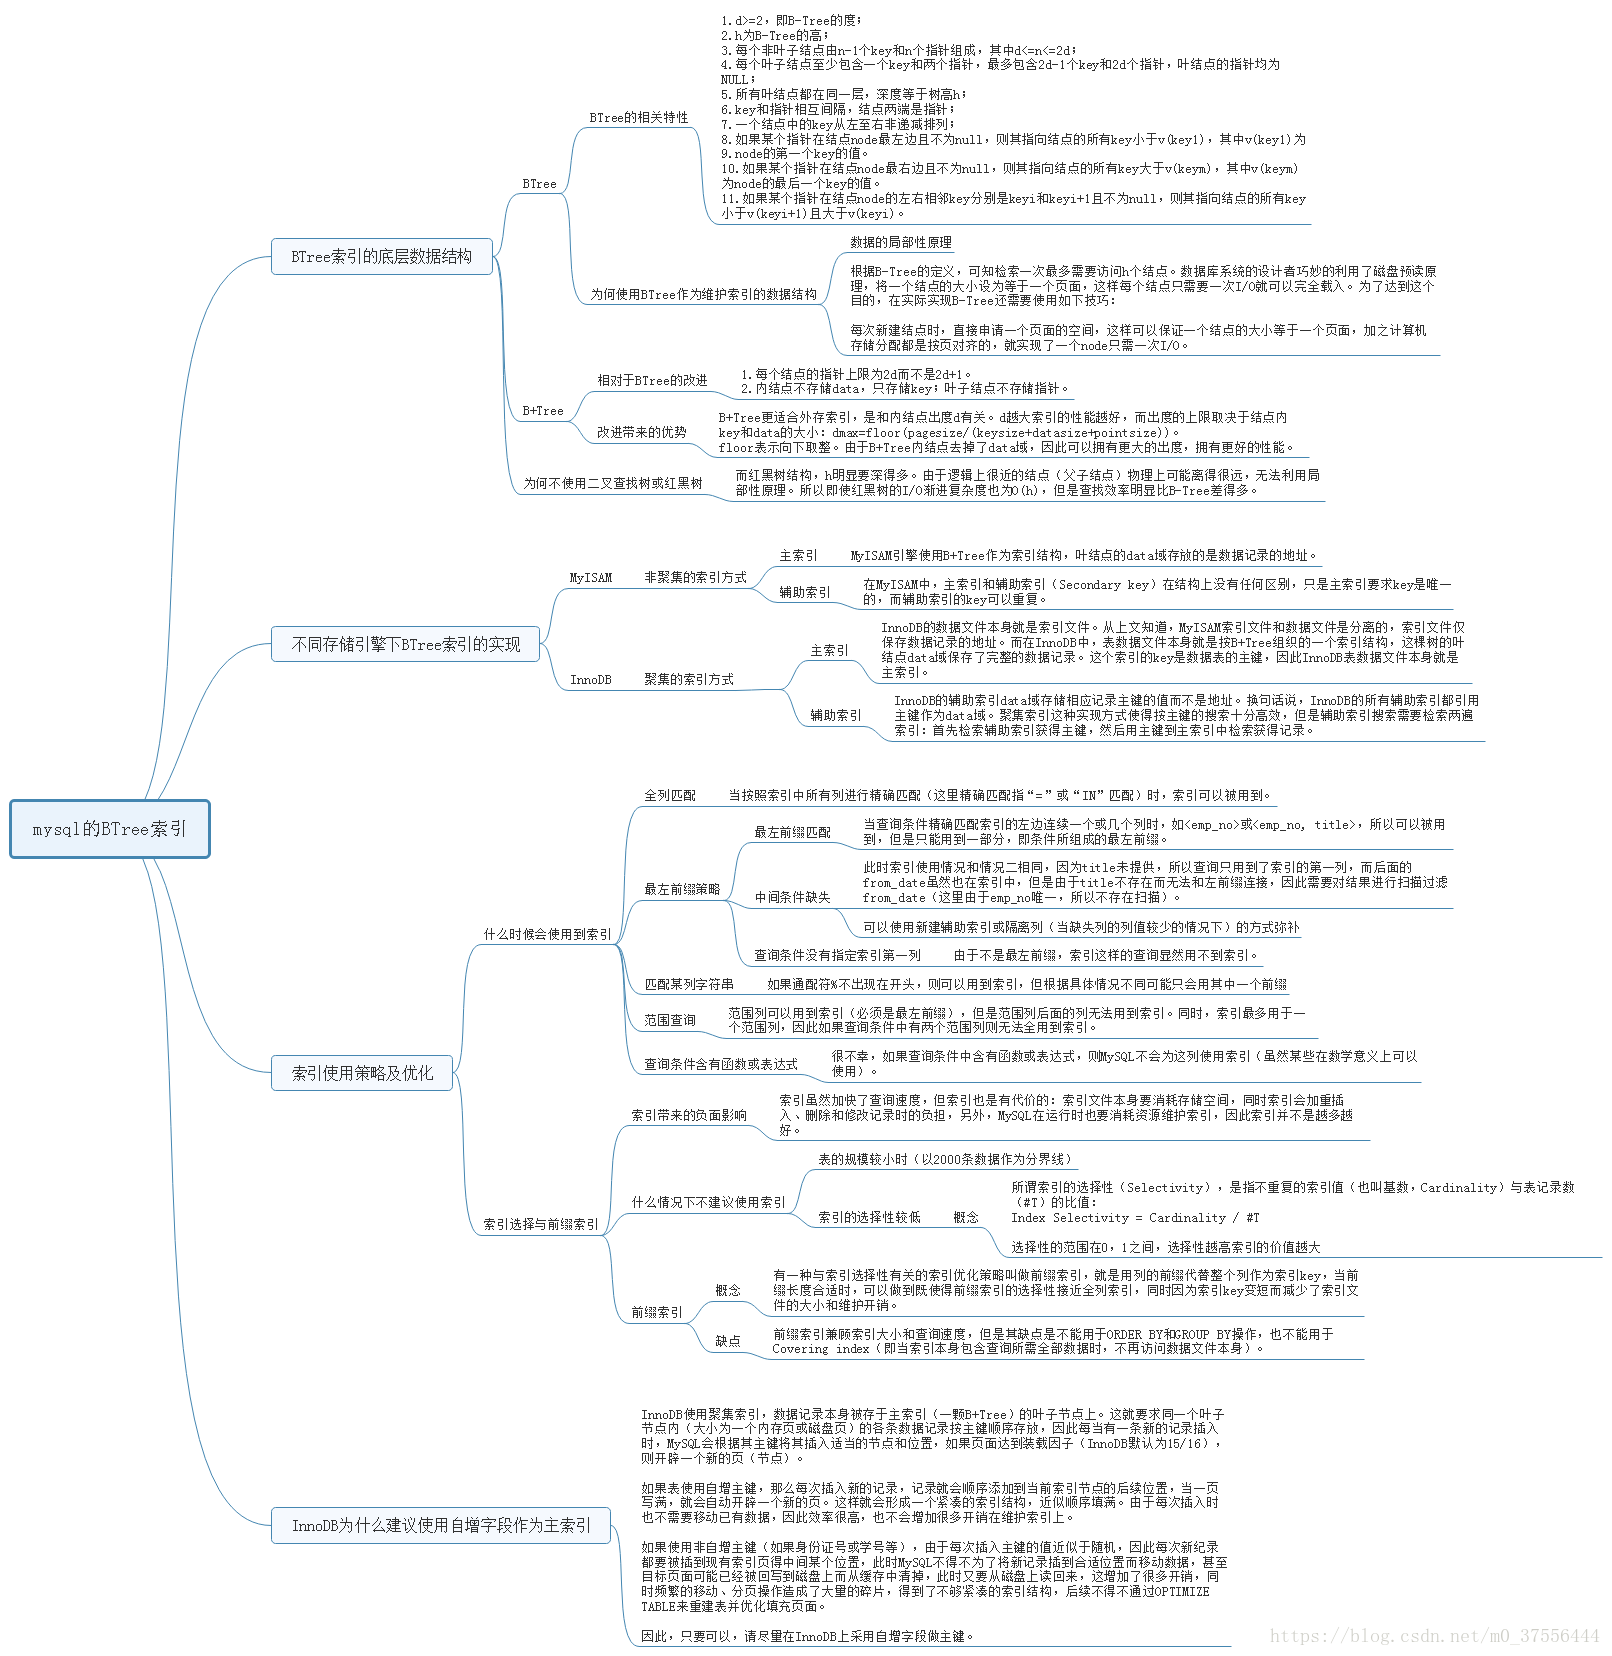 mysql的BTree索引
BTree索引的底层数据结构
BTree
BTree的相关特性
1.d>=2，即B-Tree的度；
2.h为B-Tree的高；
3.每个非叶子结点由n-1个key和n个指针组成，其中d<=n<=2d；
4.每个叶子结点至少包含一个key和两个指针，最多包含2d-1个key和2d个指针，叶结点的指针均为
NULL；
5.所有叶结点都在同一层，深度等于树高h；
6.key和指针相互间隔，结点两端是指针；
7.一个结点中的key从左至右非递减排列；
8.如果某个指针在结点node最左边且不为null，则其指向结点的所有key小于v(key1)，其中v(key1)为
9.node的第一个key的值。
10.如果某个指针在结点node最右边且不为null，则其指向结点的所有key大于v(keym)，其中v(keym)
为node的最后一个key的值。
11.如果某个指针在结点node的左右相邻key分别是keyi和keyi+1且不为null，则其指向结点的所有key
小于v(keyi+1)且大于v(keyi)。
为何使用BTree作为维护索引的数据结构
数据的局部性原理
根据B-Tree的定义，可知检索一次最多需要访问h个结点。数据库系统的设计者巧妙的利用了磁盘预读原
理，将一个结点的大小设为等于一个页面，这样每个结点只需要一次I/O就可以完全载入。为了达到这个
目的，在实际实现B-Tree还需要使用如下技巧：
每次新建结点时，直接申请一个页面的空间，这样可以保证一个结点的大小等于一个页面，加之计算机
存储分配都是按页对齐的，就实现了一个node只需一次I/O。
B+Tree
相对于BTree的改进
1.每个结点的指针上限为2d而不是2d+1。
2.内结点不存储data，只存储key；叶子结点不存储指针。
改进带来的优势
B+Tree更适合外存索引，是和内结点出度d有关。d越大索引的性能越好，而出度的上限取决于结点内
key和data的大小：dmax=floor(pagesize/(keysize+datasize+pointsize))。
floor表示向下取整。由于B+Tree内结点去掉了data域，因此可以拥有更大的出度，拥有更好的性能。
为何不使用二叉查找树或红黑树
而红黑树结构，h明显要深得多。由于逻辑上很近的结点（父子结点）物理上可能离得很远，无法利用局
部性原理。所以即使红黑树的I/O渐进复杂度也为O(h)，但是查找效率明显比B-Tree差得多。
不同存储引擎下BTree索引的实现
MyISAM
非聚集的索引方式
主索引
MyISAM引擎使用B+Tree作为索引结构，叶结点的data域存放的是数据记录的地址。
辅助索引
在MyISAM中，主索引和辅助索引（Secondary key）在结构上没有任何区别，只是主索引要求key是唯一
的，而辅助索引的key可以重复。
InnoDB
聚集的索引方式
主索引
InnoDB的数据文件本身就是索引文件。从上文知道，MyISAM索引文件和数据文件是分离的，索引文件仅
保存数据记录的地址。而在InnoDB中，表数据文件本身就是按B+Tree组织的一个索引结构，这棵树的叶
结点data域保存了完整的数据记录。这个索引的key是数据表的主键，因此InnoDB表数据文件本身就是
主索引。
辅助索引
InnoDB的辅助索引data域存储相应记录主键的值而不是地址。换句话说，InnoDB的所有辅助索引都引用
主键作为data域。聚集索引这种实现方式使得按主键的搜索十分高效，但是辅助索引搜索需要检索两遍
索引：首先检索辅助索引获得主键，然后用主键到主索引中检索获得记录。
索引使用策略及优化
什么时候会使用到索引
全列匹配
当按照索引中所有列进行精确匹配（这里精确匹配指“=”或“IN”匹配）时，索引可以被用到。
最左前缀策略
最左前缀匹配
当查询条件精确匹配索引的左边连续一个或几个列时，如<emp_no>或<emp_no, title>，所以可以被用
到，但是只能用到一部分，即条件所组成的最左前缀。
中间条件缺失
此时索引使用情况和情况二相同，因为title未提供，所以查询只用到了索引的第一列，而后面的
from_date虽然也在索引中，但是由于title不存在而无法和左前缀连接，因此需要对结果进行扫描过滤
from_date（这里由于emp_no唯一，所以不存在扫描）。
可以使用新建辅助索引或隔离列（当缺失列的列值较少的情况下）的方式弥补
查询条件没有指定索引第一列
由于不是最左前缀，索引这样的查询显然用不到索引。
匹配某列字符串
如果通配符%不出现在开头，则可以用到索引，但根据具体情况不同可能只会用其中一个前缀
范围查询
范围列可以用到索引（必须是最左前缀），但是范围列后面的列无法用到索引。同时，索引最多用于一
个范围列，因此如果查询条件中有两个范围列则无法全用到索引。
查询条件含有函数或表达式
很不幸，如果查询条件中含有函数或表达式，则MySQL不会为这列使用索引（虽然某些在数学意义上可以
使用）。
索引选择与前缀索引
索引带来的负面影响
索引虽然加快了查询速度，但索引也是有代价的：索引文件本身要消耗存储空间，同时索引会加重插
入、删除和修改记录时的负担，另外，MySQL在运行时也要消耗资源维护索引，因此索引并不是越多越
好。
什么情况下不建议使用索引
表的规模较小时（以2000条数据作为分界线）
索引的选择性较低
概念
所谓索引的选择性（Selectivity），是指不重复的索引值（也叫基数，Cardinality）与表记录数
（#T）的比值：
Index Selectivity = Cardinality / #T
选择性的范围在0，1之间，选择性越高索引的价值越大
前缀索引
概念
有一种与索引选择性有关的索引优化策略叫做前缀索引，就是用列的前缀代替整个列作为索引key，当前
缀长度合适时，可以做到既使得前缀索引的选择性接近全列索引，同时因为索引key变短而减少了索引文
件的大小和维护开销。
缺点
前缀索引兼顾索引大小和查询速度，但是其缺点是不能用于ORDER BY和GROUP BY操作，也不能用于
Covering index（即当索引本身包含查询所需全部数据时，不再访问数据文件本身）。
InnoDB为什么建议使用自增字段作为主索引
InnoDB使用聚集索引，数据记录本身被存于主索引（一颗B+Tree）的叶子节点上。这就要求同一个叶子
节点内（大小为一个内存页或磁盘页）的各条数据记录按主键顺序存放，因此每当有一条新的记录插入
时，MySQL会根据其主键将其插入适当的节点和位置，如果页面达到装载因子（InnoDB默认为15/16），
则开辟一个新的页（节点）。
如果表使用自增主键，那么每次插入新的记录，记录就会顺序添加到当前索引节点的后续位置，当一页
写满，就会自动开辟一个新的页。这样就会形成一个紧凑的索引结构，近似顺序填满。由于每次插入时
也不需要移动已有数据，因此效率很高，也不会增加很多开销在维护索引上。
如果使用非自增主键（如果身份证号或学号等），由于每次插入主键的值近似于随机，因此每次新纪录
都要被插到现有索引页得中间某个位置，此时MySQL不得不为了将新记录插到合适位置而移动数据，甚至
目标页面可能已经被回写到磁盘上而从缓存中清掉，此时又要从磁盘上读回来，这增加了很多开销，同
时频繁的移动、分页操作造成了大量的碎片，得到了不够紧凑的索引结构，后续不得不通过OPTIMIZE
TABLE来重建表并优化填充页面。
因此，只要可以，请尽量在InnoDB上采用自增字段做主键。
https://blog.csdn.net/m0_37556444